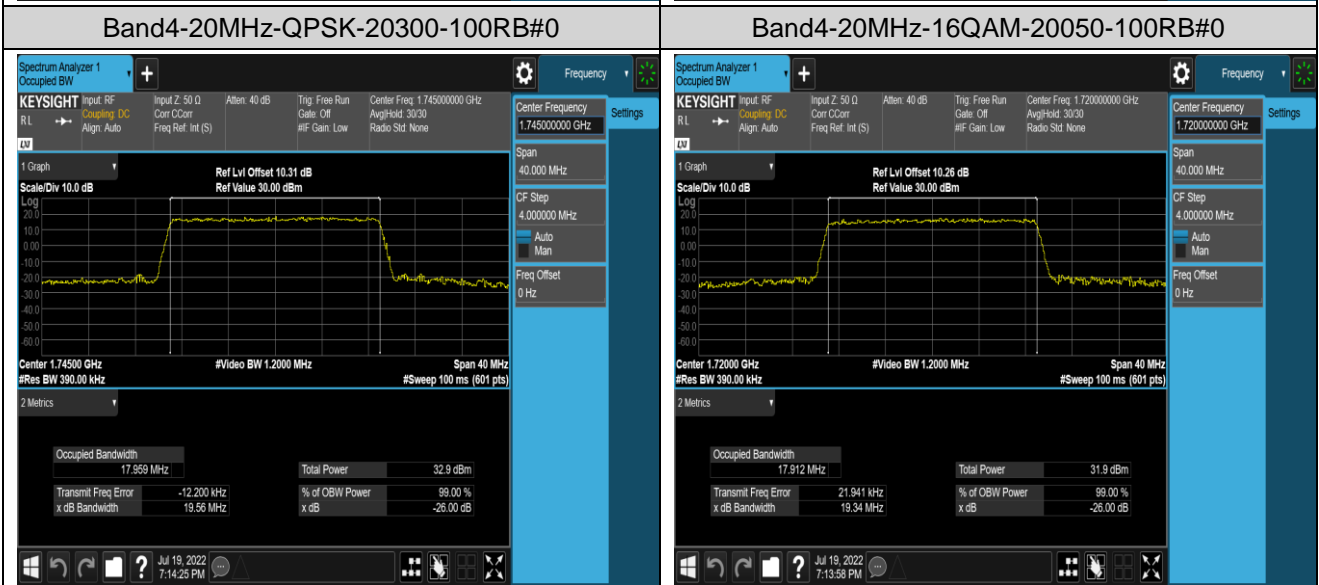 Band4-20MHz-QPSK-20300-100RB#0
Spectrum Analyzer 1
Occupied BW
Frequency
KEYSIGHT
RL
LXI
Input: RF
Coupling: DC
Align: Auto
Input Z: 50 Ω
Corr CCorr
Freq Ref: Int (S)
Atten: 40 dB
Trig: Free Run
Gate: Off
#IF Gain: Low
Center Freq: 1.745000000 GHz
Avg|Hold: 30/30
Radio Std: None
Center Frequency
1.745000000 GHz
Settings
Span
40.000 MHz
CF Step
4.000000 MHz
Auto
Man
Freq Offset
0 Hz
1 Graph
Scale/Div 10.0 dB
Ref Lvl Offset 10.31 dB
Ref Value 30.00 dBm
Log
20.0
10.0
0.00
-10.0
-20.0
-30.0
-40.0
-50.0
-60.0
Center 1.74500 GHz
#Res BW 390.00 kHz
#Video BW 1.2000 MHz
Span 40 MHz
#Sweep 100 ms (601 pts)
2 Metrics
Occupied Bandwidth
17.959 MHz
Total Power 32.9 dBm
Transmit Freq Error -12.200 kHz
% of OBW Power 99.00 %
x dB Bandwidth 19.56 MHz
x dB -26.00 dB
?
Jul 19, 2022
7:14:25 PM
Band4-20MHz-16QAM-20050-100RB#0
Spectrum Analyzer 1
Occupied BW
Frequency
KEYSIGHT
RL
LXI
Input: RF
Coupling: DC
Align: Auto
Input Z: 50 Ω
Corr CCorr
Freq Ref: Int (S)
Atten: 40 dB
Trig: Free Run
Gate: Off
#IF Gain: Low
Center Freq: 1.720000000 GHz
Avg|Hold: 30/30
Radio Std: None
Center Frequency
1.720000000 GHz
Settings
Span
40.000 MHz
CF Step
4.000000 MHz
Auto
Man
Freq Offset
0 Hz
1 Graph
Scale/Div 10.0 dB
Ref Lvl Offset 10.26 dB
Ref Value 30.00 dBm
Log
20.0
10.0
0.00
-10.0
-20.0
-30.0
-40.0
-50.0
-60.0
Center 1.72000 GHz
#Res BW 390.00 kHz
#Video BW 1.2000 MHz
Span 40 MHz
#Sweep 100 ms (601 pts)
2 Metrics
Occupied Bandwidth
17.912 MHz
Total Power 31.9 dBm
Transmit Freq Error 21.941 kHz
% of OBW Power 99.00 %
x dB Bandwidth 19.34 MHz
x dB -26.00 dB
?
Jul 19, 2022
7:13:58 PM